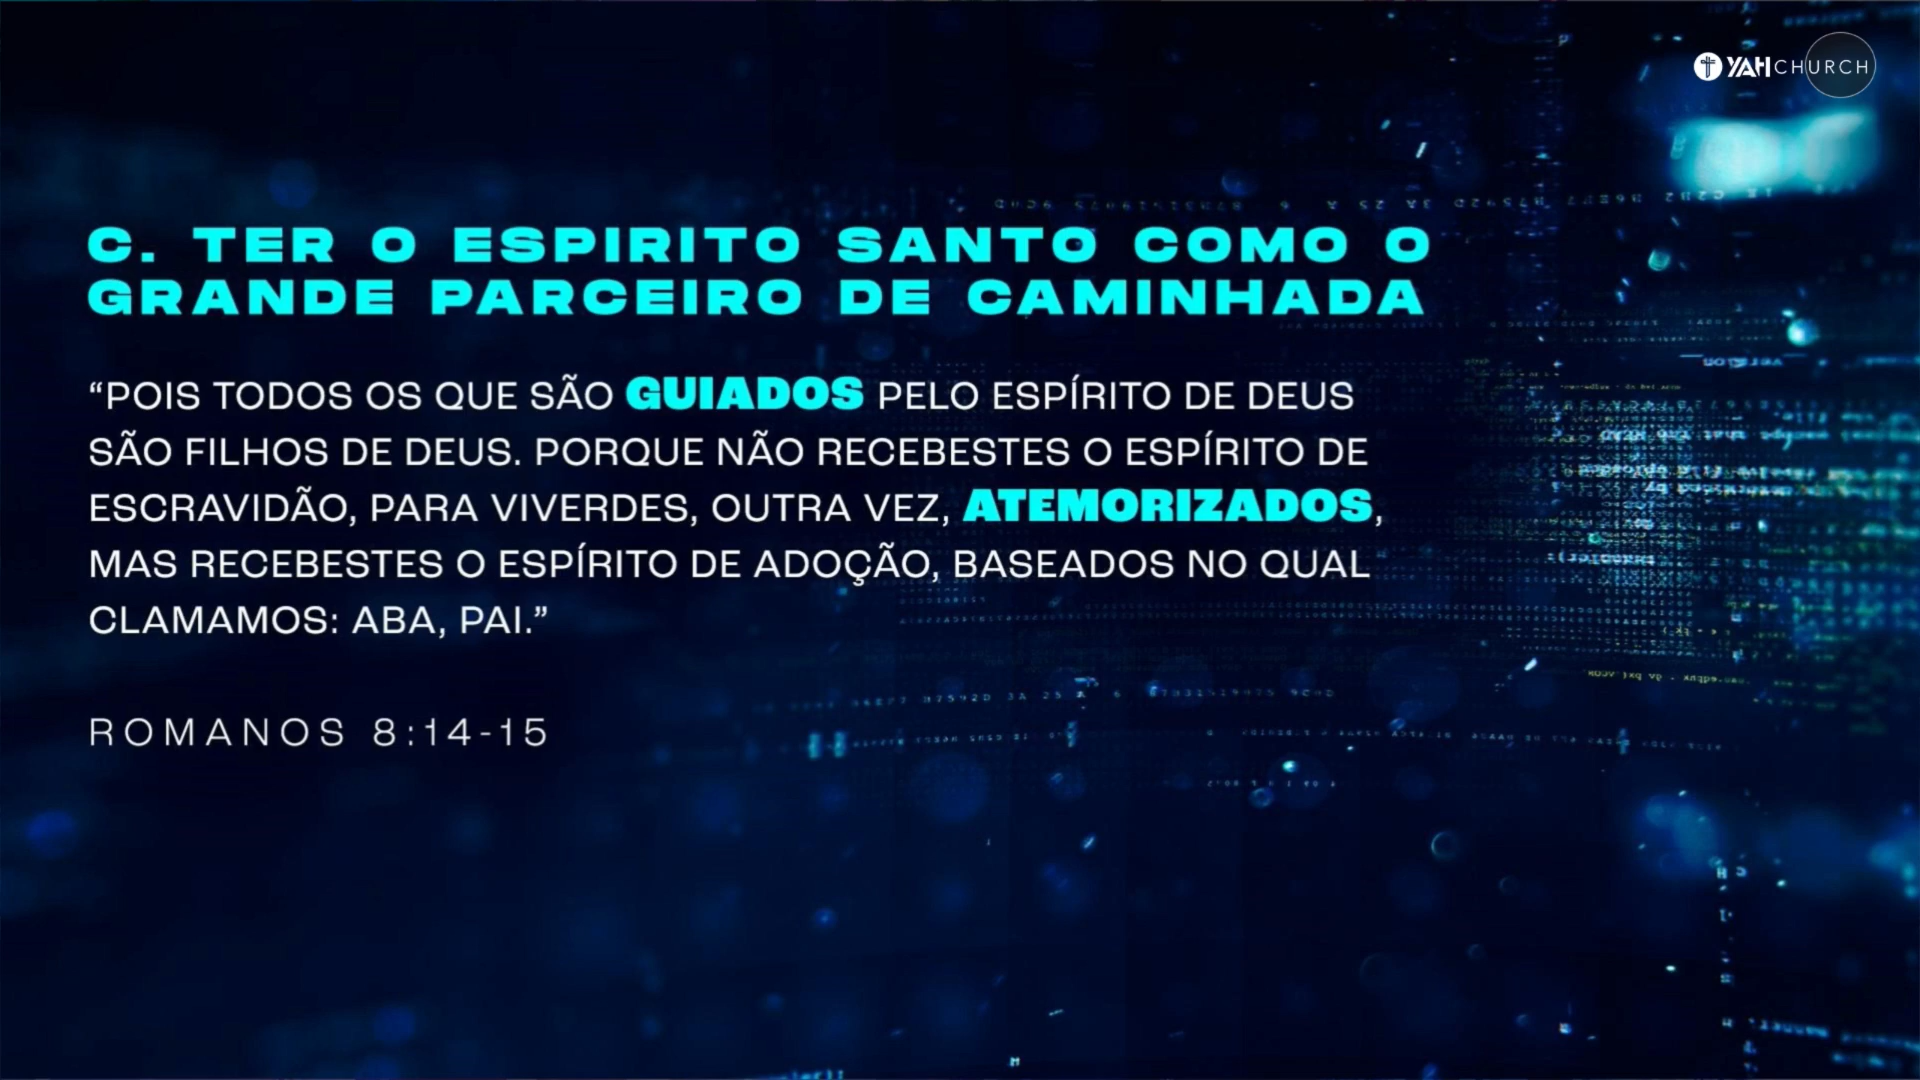 YAH CHURCH
C. TER O ESPIRITO SANTO COMO O
GRANDE PARCEIRO DE CAMINHADA
“POIS TODOS OS QUE SÃO GUIADOS PELO ESPÍRITO DE DEUS
SÃO FILHOS DE DEUS. PORQUE NÃO RECEBESTES O ESPÍRITO DE
ESCRAVIDÃO, PARA VIVERDES, OUTRA VEZ, ATEMORIZADOS,
MAS RECEBESTES O ESPÍRITO DE ADOÇÃO, BASEADOS NO QUAL
CLAMAMOS: ABA, PAI.”
ROMANOS 8:14-15